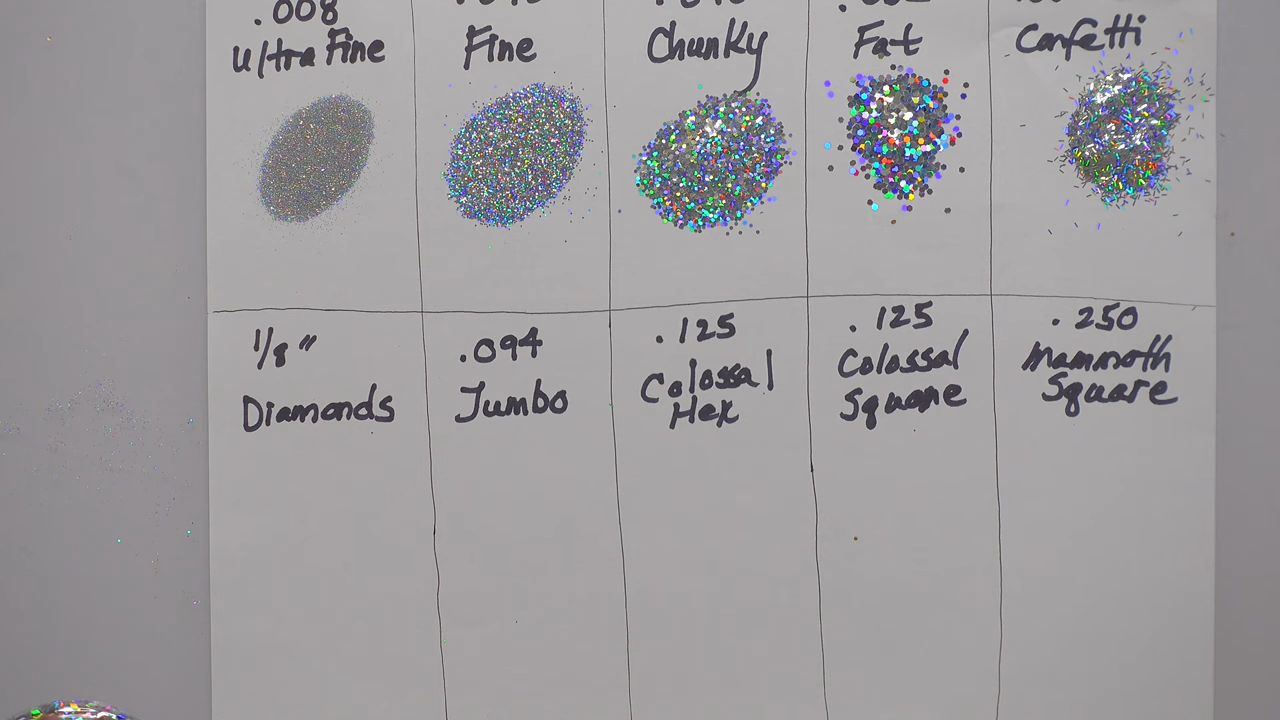 .008
Ultra Fine
Fine
Chunky
Fat
Confetti
1/8"
Diamonds
.094
Jumbo
.125
Colossal
Hex
.125
Colossal
Square
.250
Mammoth
Square